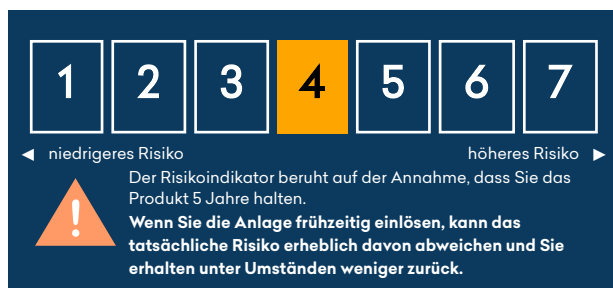 1 2 3 4 5 6 7
◄ niedrigeres Risiko höheres Risiko ►
Der Risikoindikator beruht auf der Annahme, dass Sie das
Produkt 5 Jahre halten.
Wenn Sie die Anlage frühzeitig einlösen, kann das
tatsächliche Risiko erheblich davon abweichen und Sie
erhalten unter Umständen weniger zurück.
!